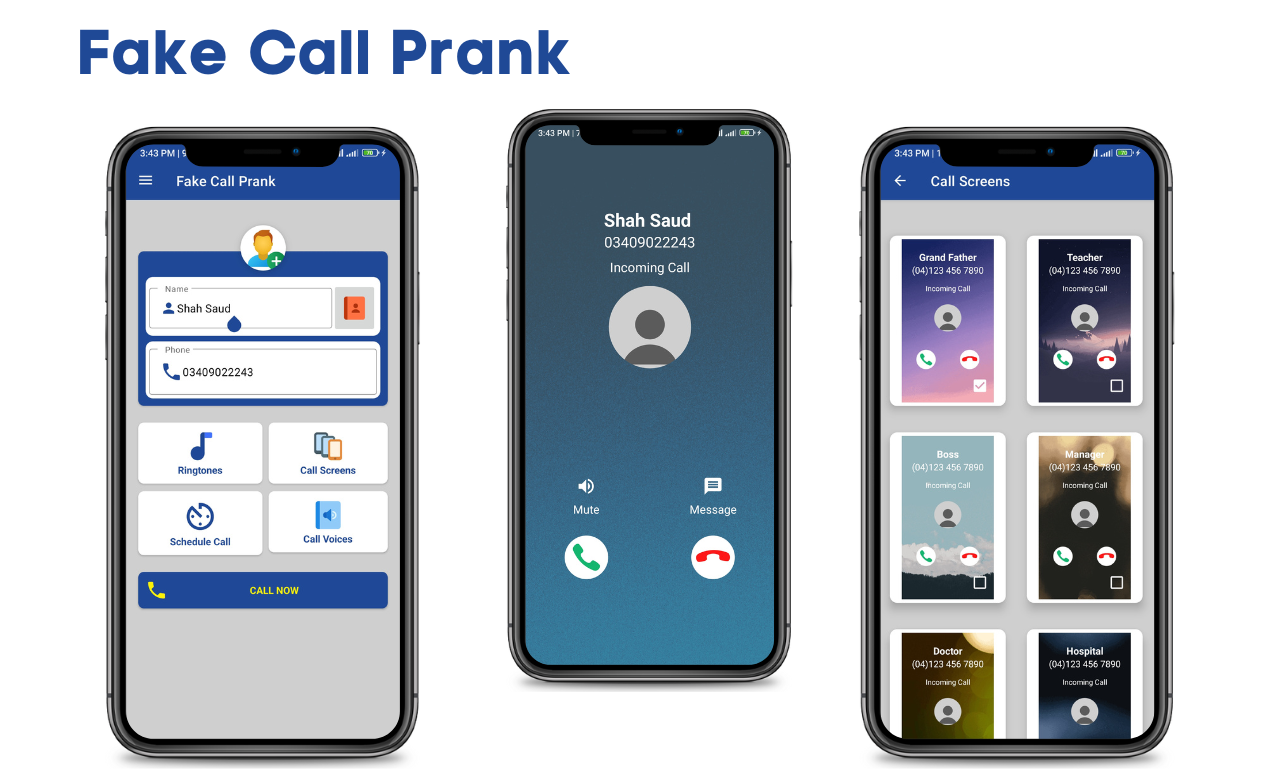 Fake Call Prank
3:43 PM | 9
Fake Call Prank
Name
Shah Saud
Phone
03409022243
Ringtones
Call Screens
Schedule Call
Call Voices
CALL NOW
3:43 PM | 7
Shah Saud
03409022243
Incoming Call
Mute
Message
3:43 PM | 1
Call Screens
Grand Father
(04)123 456 7890
Incoming Call
Teacher
(04)123 456 7890
Incoming Call
Boss
(04)123 456 7890
Incoming Call
Manager
(04)123 456 7890
Incoming Call
Doctor
(04)123 456 7890
Incoming Call
Hospital
(04)123 456 7890
Incoming Call